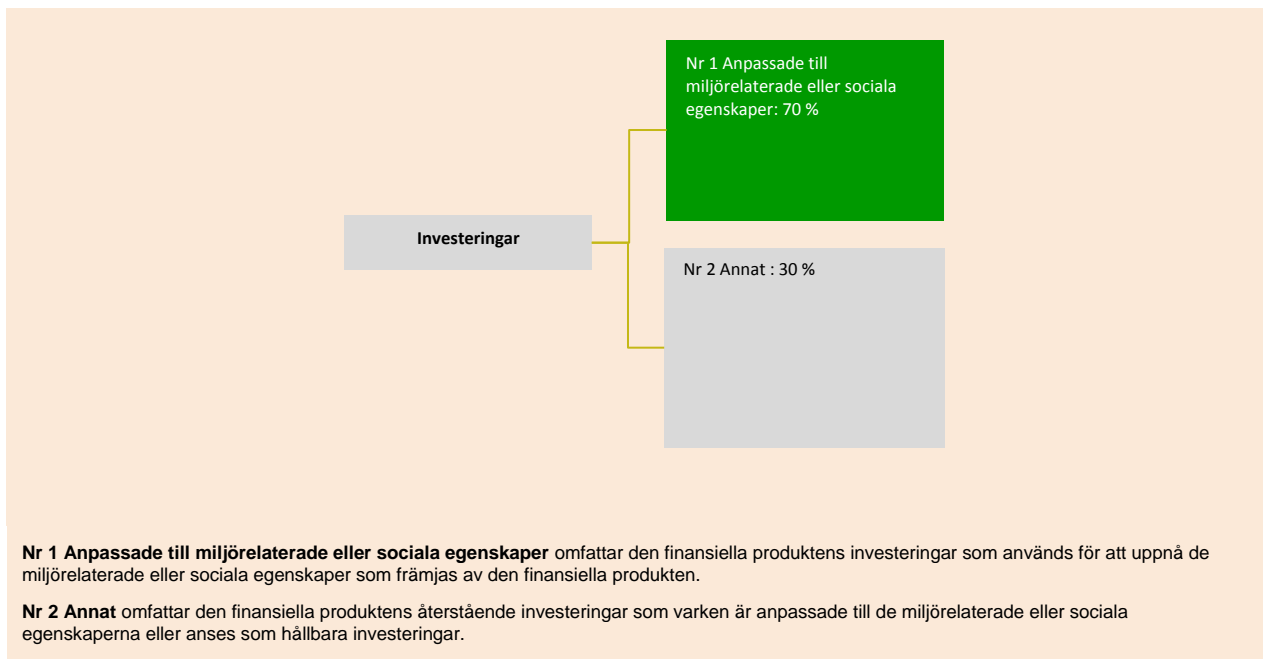 Nr 1 Anpassade till
miljörelaterade eller sociala
egenskaper: 70 %
Investeringar
Nr 2 Annat : 30 %
Nr 1 Anpassade till miljörelaterade eller sociala egenskaper omfattar den finansiella produktens investeringar som används för att uppnå de
miljörelaterade eller sociala egenskaper som främjas av den finansiella produkten.
Nr 2 Annat omfattar den finansiella produktens återstående investeringar som varken är anpassade till de miljörelaterade eller sociala
egenskaperna eller anses som hållbara investeringar.